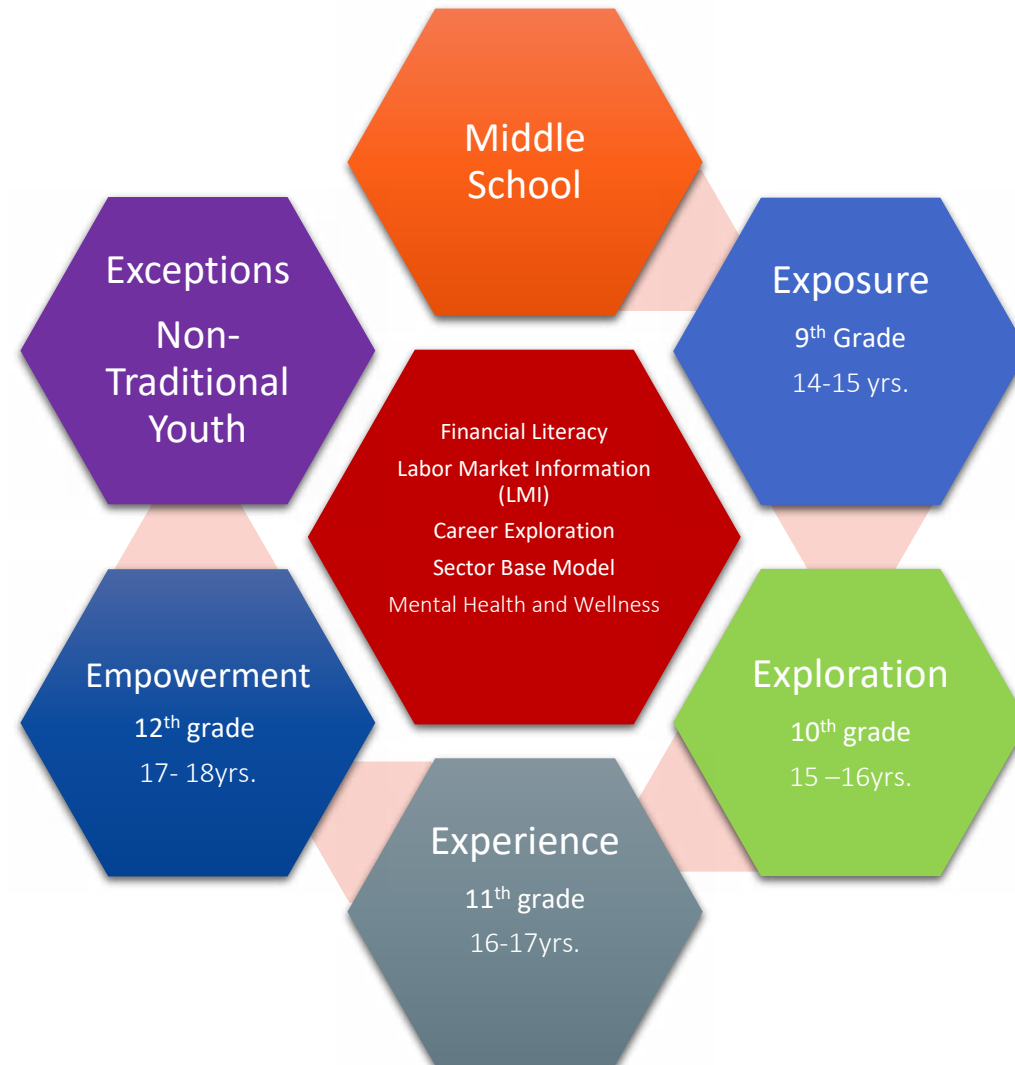 Middle
School
Exposure
9th Grade
14-15 yrs.
Exploration
10th grade
15 –16yrs.
Experience
11th grade
16-17yrs.
Empowerment
12th grade
17- 18yrs.
Exceptions
Non-
Traditional
Youth
Financial Literacy
Labor Market Information
(LMI)
Career Exploration
Sector Base Model
Mental Health and Wellness